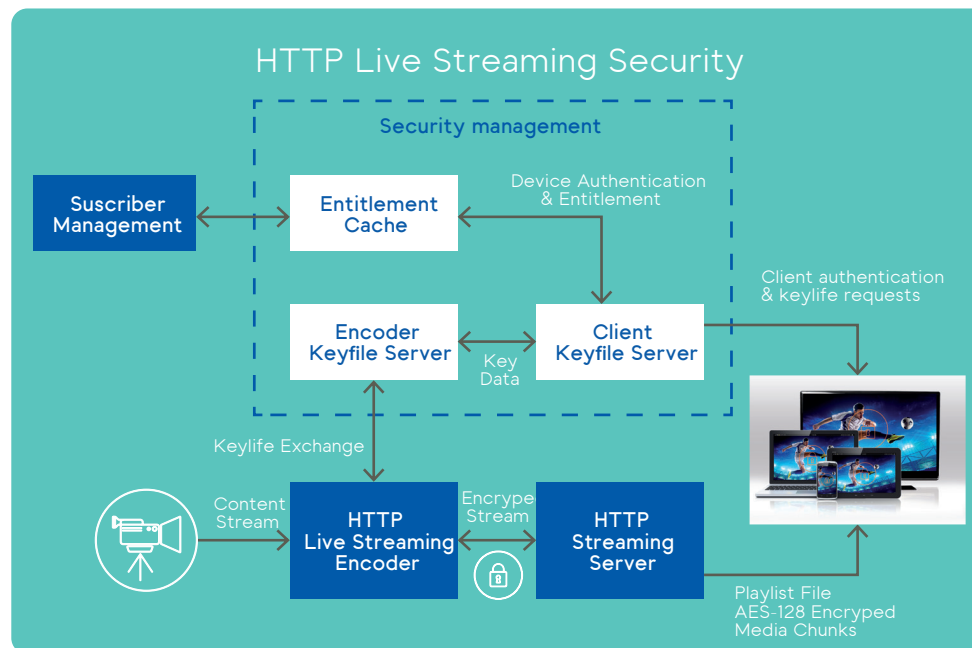 HTTP Live Streaming Security
Security management
Suscriber
Management
Entitlement
Cache
Device Authentication
& Entitlement
Client authentication
& keylife requests
Encoder
Keyfile Server
Key
Data
Client
Keyfile Server
Keylife Exchange
Content
Stream
HTTP
Live Streaming
Encoder
Encrype
Stream
HTTP
Streaming
Server
Playlist File
AES-128 Encryped
Media Chunks